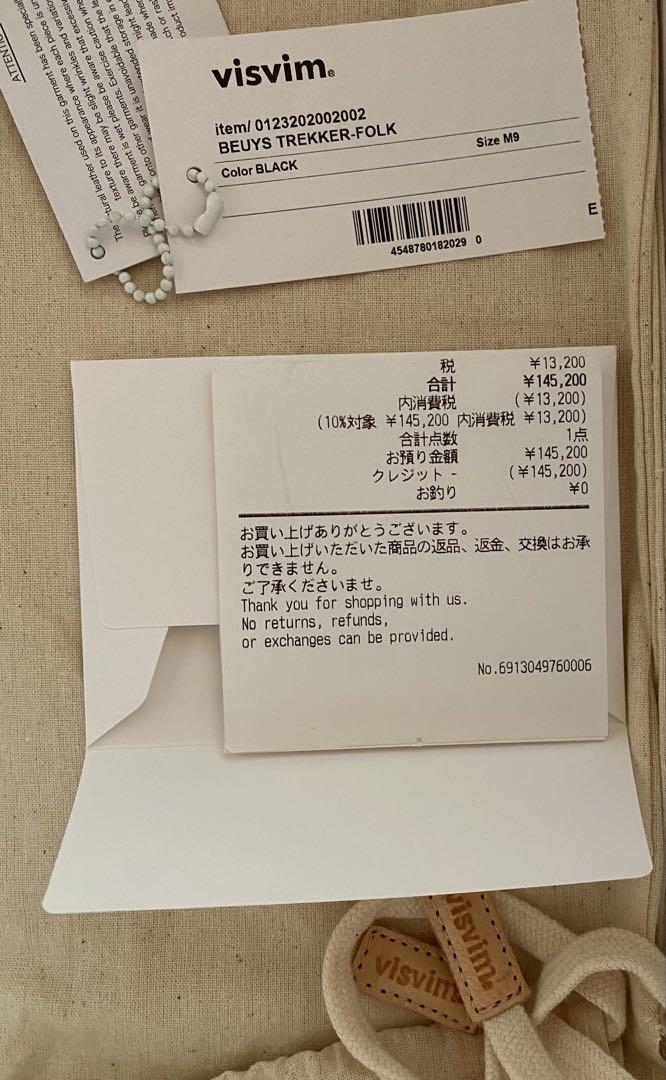 ATTENTIO
visvim®
item/ 0123202002002
BEUYS TREKKER-FOLK
Color BLACK
Size M9
4548780182029 0
E
税 ¥13,200
合計 ¥145,200
内消費税 (¥13,200)
(10%対象 ¥145,200 内消費税 ¥13,200)
合計点数 1点
お預り金額 ¥145,200
クレジット - (¥145,200)
お釣り ¥0
お買い上げありがとうございます。
お買い上げいただいた商品の返品、返金、交換はお承
りできません。
ご了承くださいませ。
Thank you for shopping with us.
No returns, refunds,
or exchanges can be provided.
No.6913049760006
visvim®
visvim